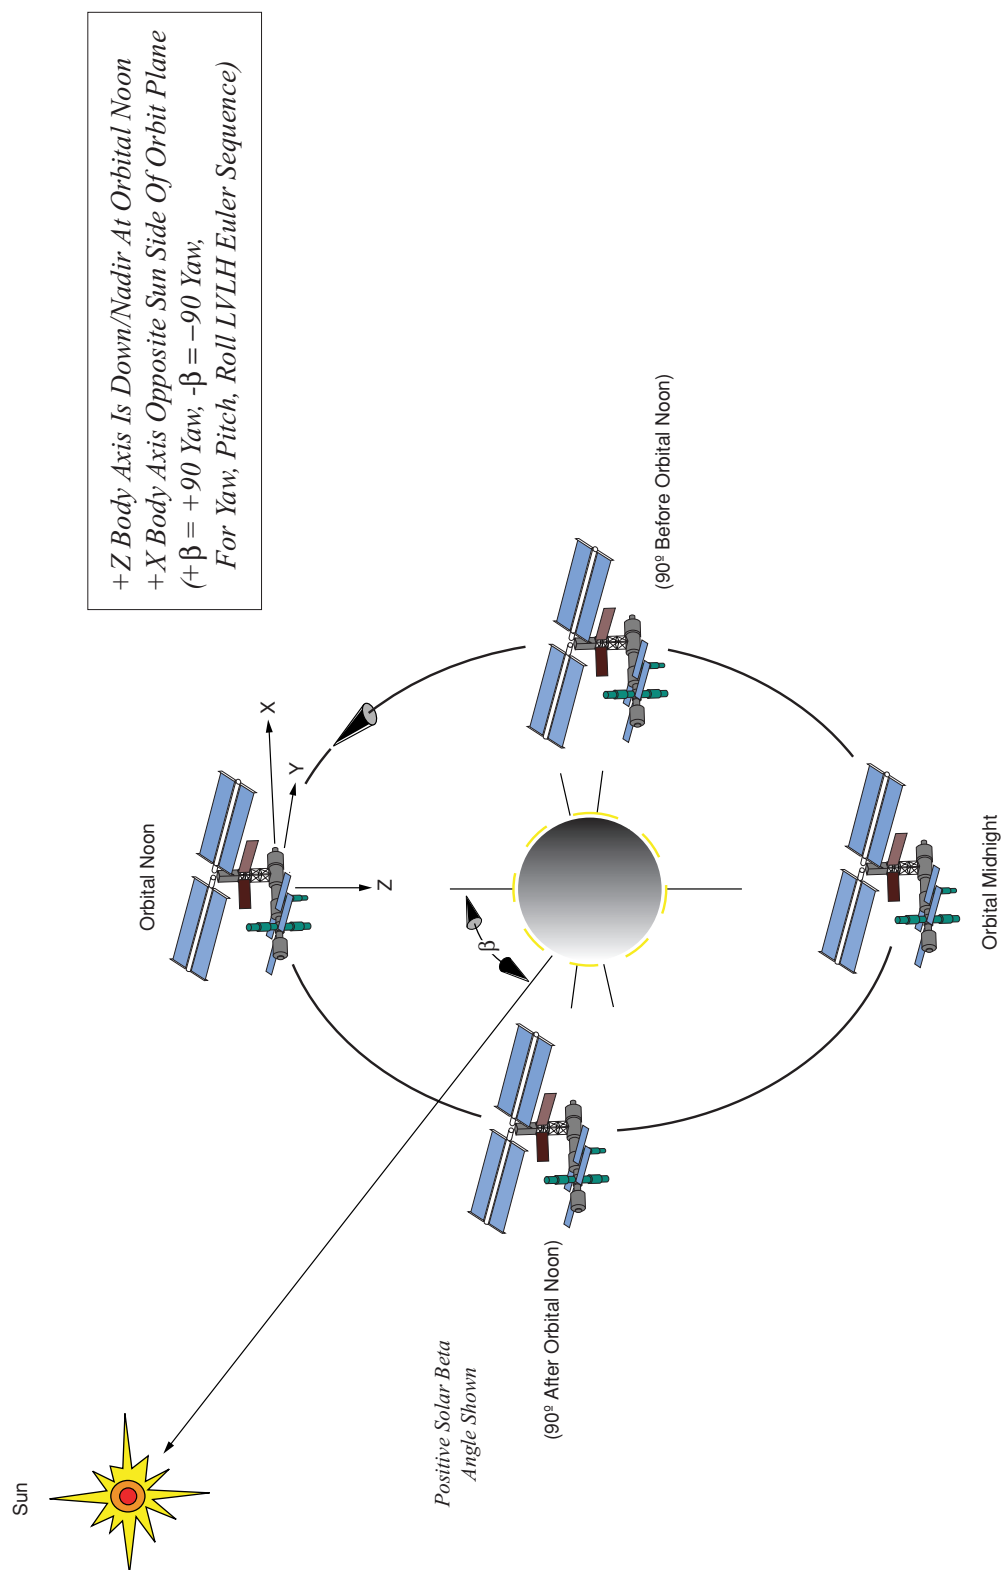 +Z Body Axis Is Down/Nadir At Orbital Noon
+X Body Axis Opposite Sun Side Of Orbit Plane
(+β = +90 Yaw, -β = −90 Yaw,
For Yaw, Pitch, Roll LVLH Euler Sequence)
Sun
Orbital Noon
X
Y
Z
β
Positive Solar Beta
Angle Shown
(90º After Orbital Noon)
(90º Before Orbital Noon)
Orbital Midnight